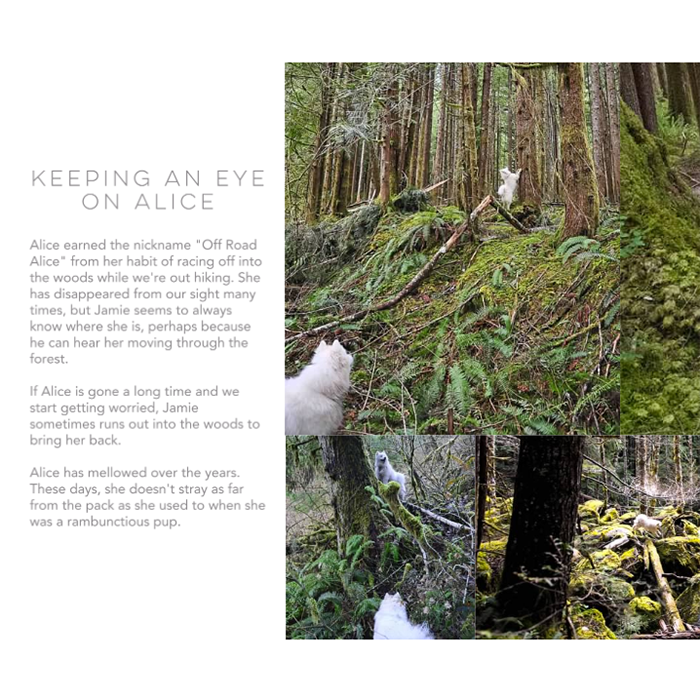 KEEPING AN EYE
ON ALICE
Alice earned the nickname "Off Road
Alice" from her habit of racing off into
the woods while we're out hiking. She
has disappeared from our sight many
times, but Jamie seems to always
know where she is, perhaps because
he can hear her moving through the
forest.
If Alice is gone a long time and we
start getting worried, Jamie
sometimes runs out into the woods to
bring her back.
Alice has mellowed over the years.
These days, she doesn't stray as far
from the pack as she used to when she
was a rambunctious pup.